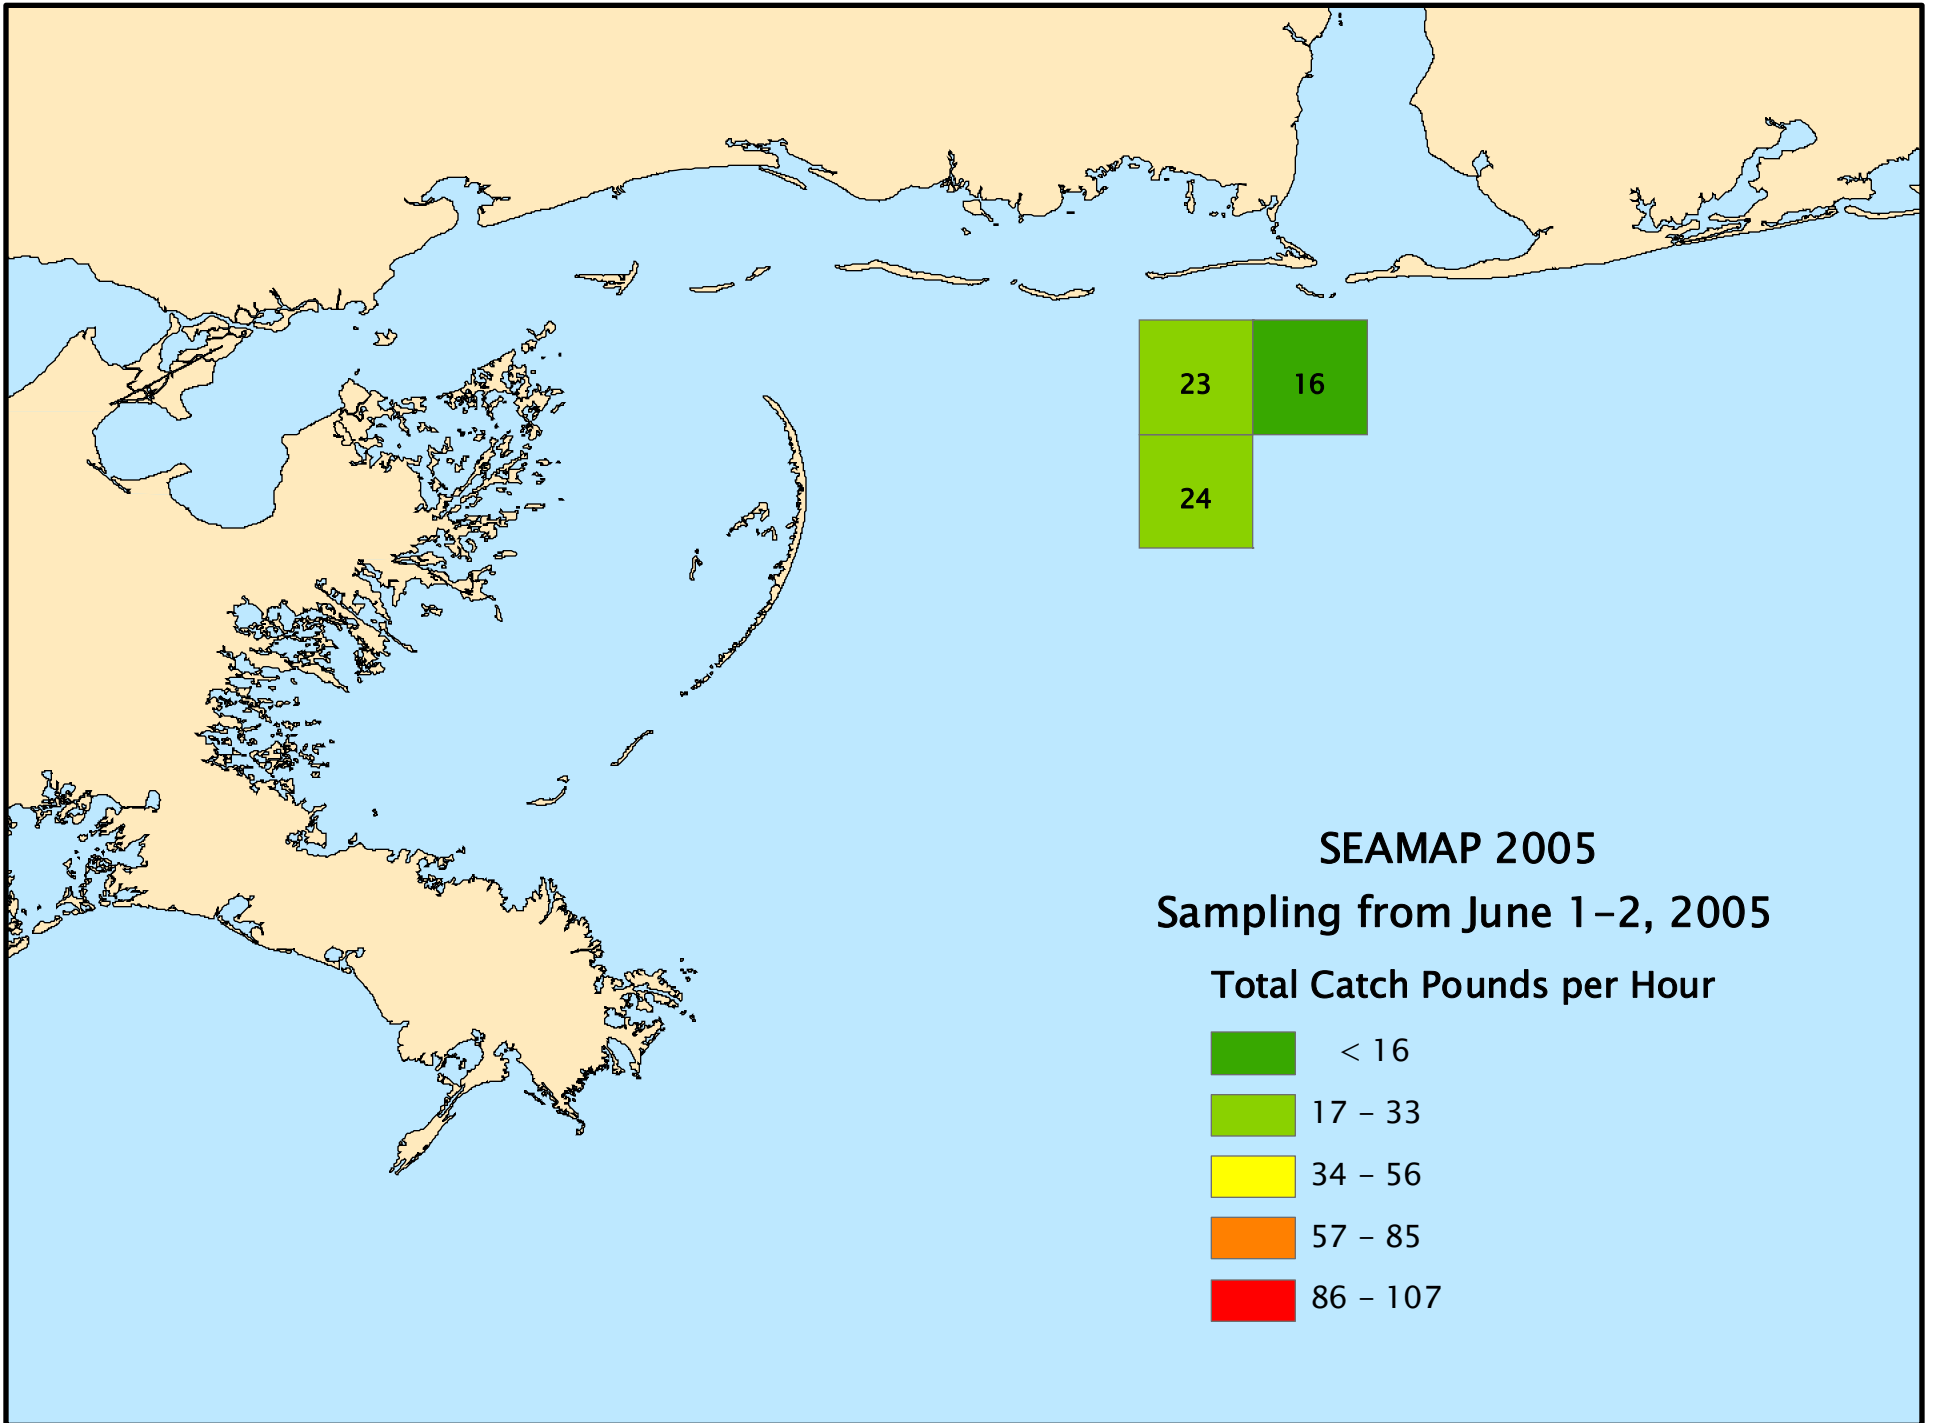 23
16
24
SEAMAP 2005
Sampling from June 1-2, 2005
Total Catch Pounds per Hour
< 16
17 - 33
34 - 56
57 - 85
86 - 107